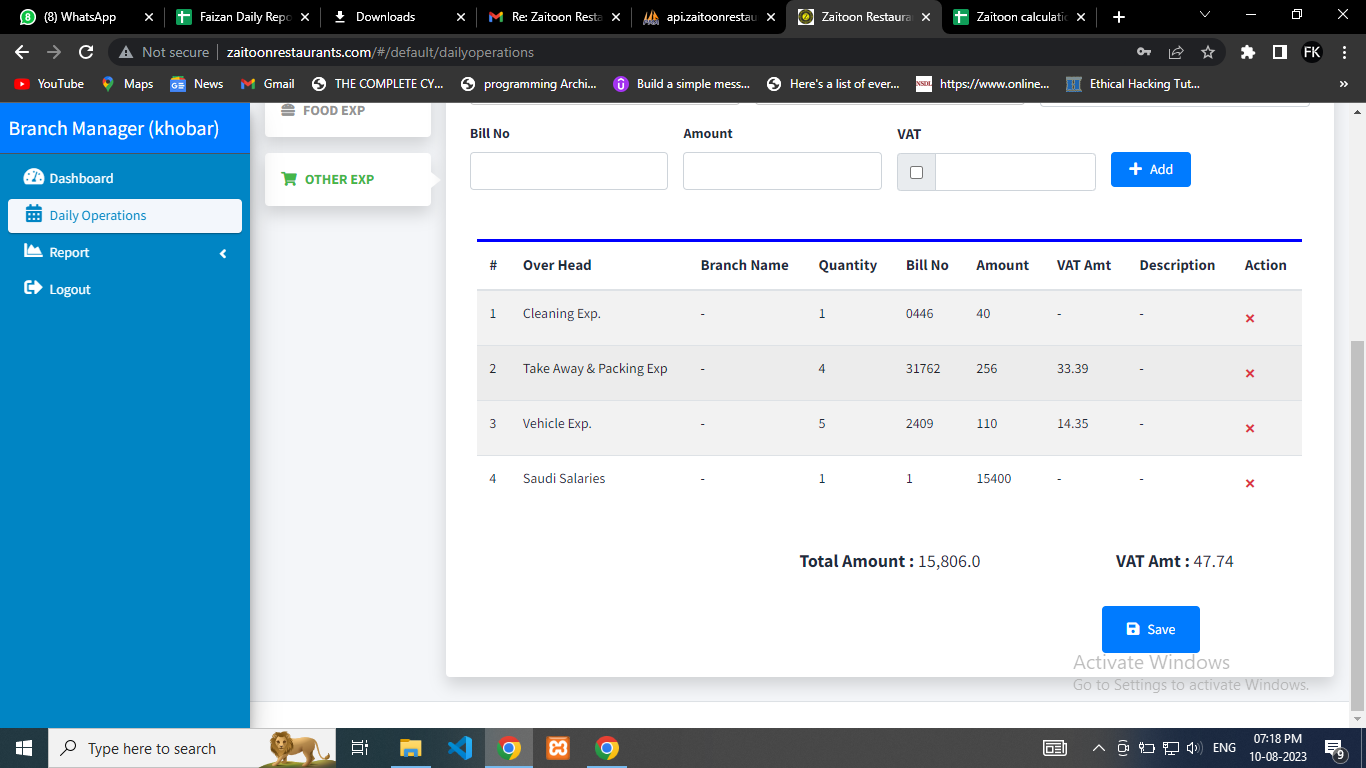 (8) WhatsApp
Faizan Daily Repo
Downloads
Re: Zaitoon Resta
api.zaitoonrestau
Zaitoon Restaura
Zaitoon calculatio
Not secure
zaitoonrestaurants.com/#/default/dailyoperations
FK
YouTube
Maps
News
Gmail
THE COMPLETE CY...
programming Archi...
Build a simple mess...
Here's a list of ever...
https://www.online...
Ethical Hacking Tut...
»
Branch Manager (khobar)
Dashboard
Daily Operations
Report
Logout
FOOD EXP
OTHER EXP
Bill No Amount VAT
+ Add
# Over Head Branch Name Quantity Bill No Amount VAT Amt Description Action
1 Cleaning Exp. - 1 0446 40 - - ×
2 Take Away & Packing Exp - 4 31762 256 33.39 - ×
3 Vehicle Exp. - 5 2409 110 14.35 - ×
4 Saudi Salaries - 1 1 15400 - - ×
Total Amount : 15,806.0 VAT Amt : 47.74
Save
Activate Windows
Go to Settings to activate Windows.
Type here to search
ENG
07:18 PM
10-08-2023
9